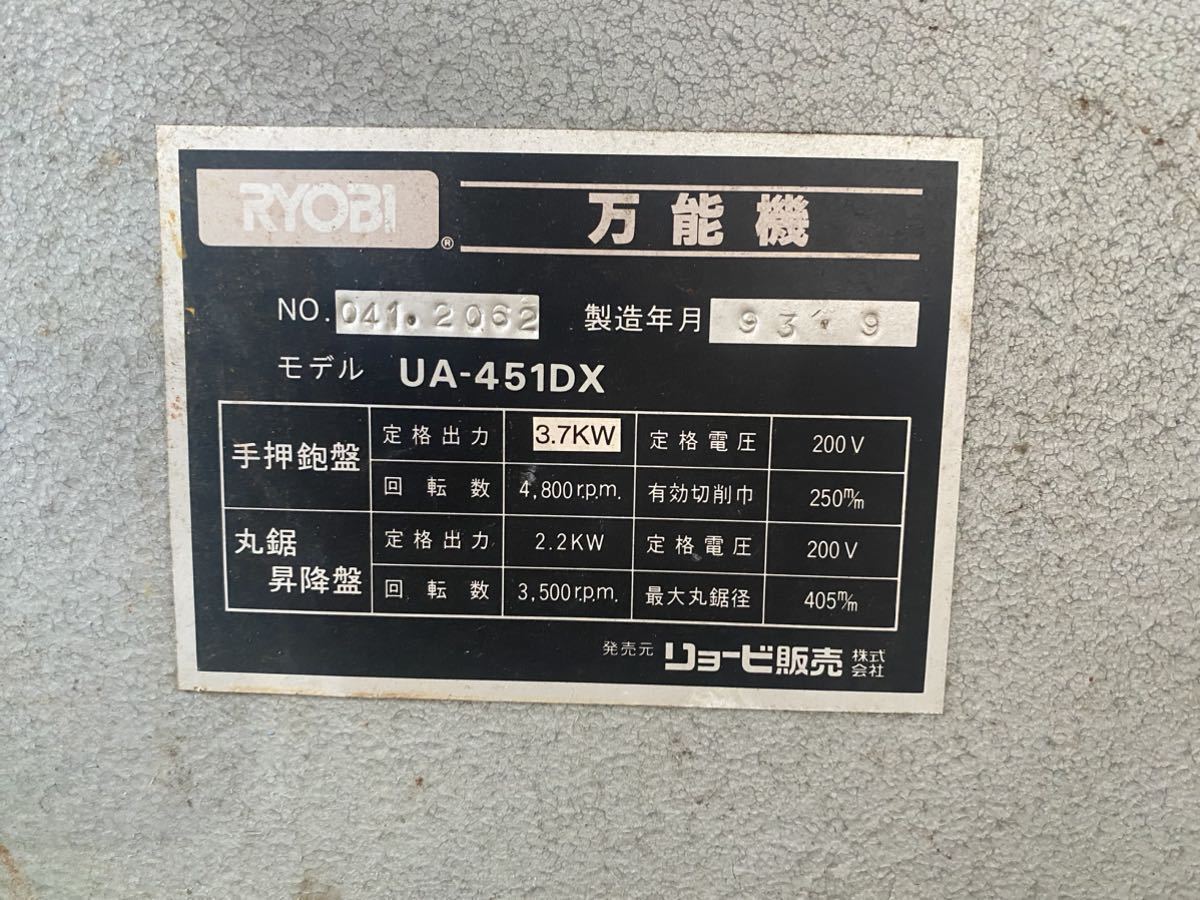 RYOBI ® 万能機
NO. 041.2062 製造年月 93.9
モデル UA-451DX
手押鉋盤 定格出力 3.7KW 定格電圧 200V
回転数 4,800r.p.m. 有効切削巾 250m/m
丸鋸昇降盤 定格出力 2.2KW 定格電圧 200V
回転数 3,500r.p.m. 最大丸鋸径 405m/m
発売元 リョービ販売 株式会社